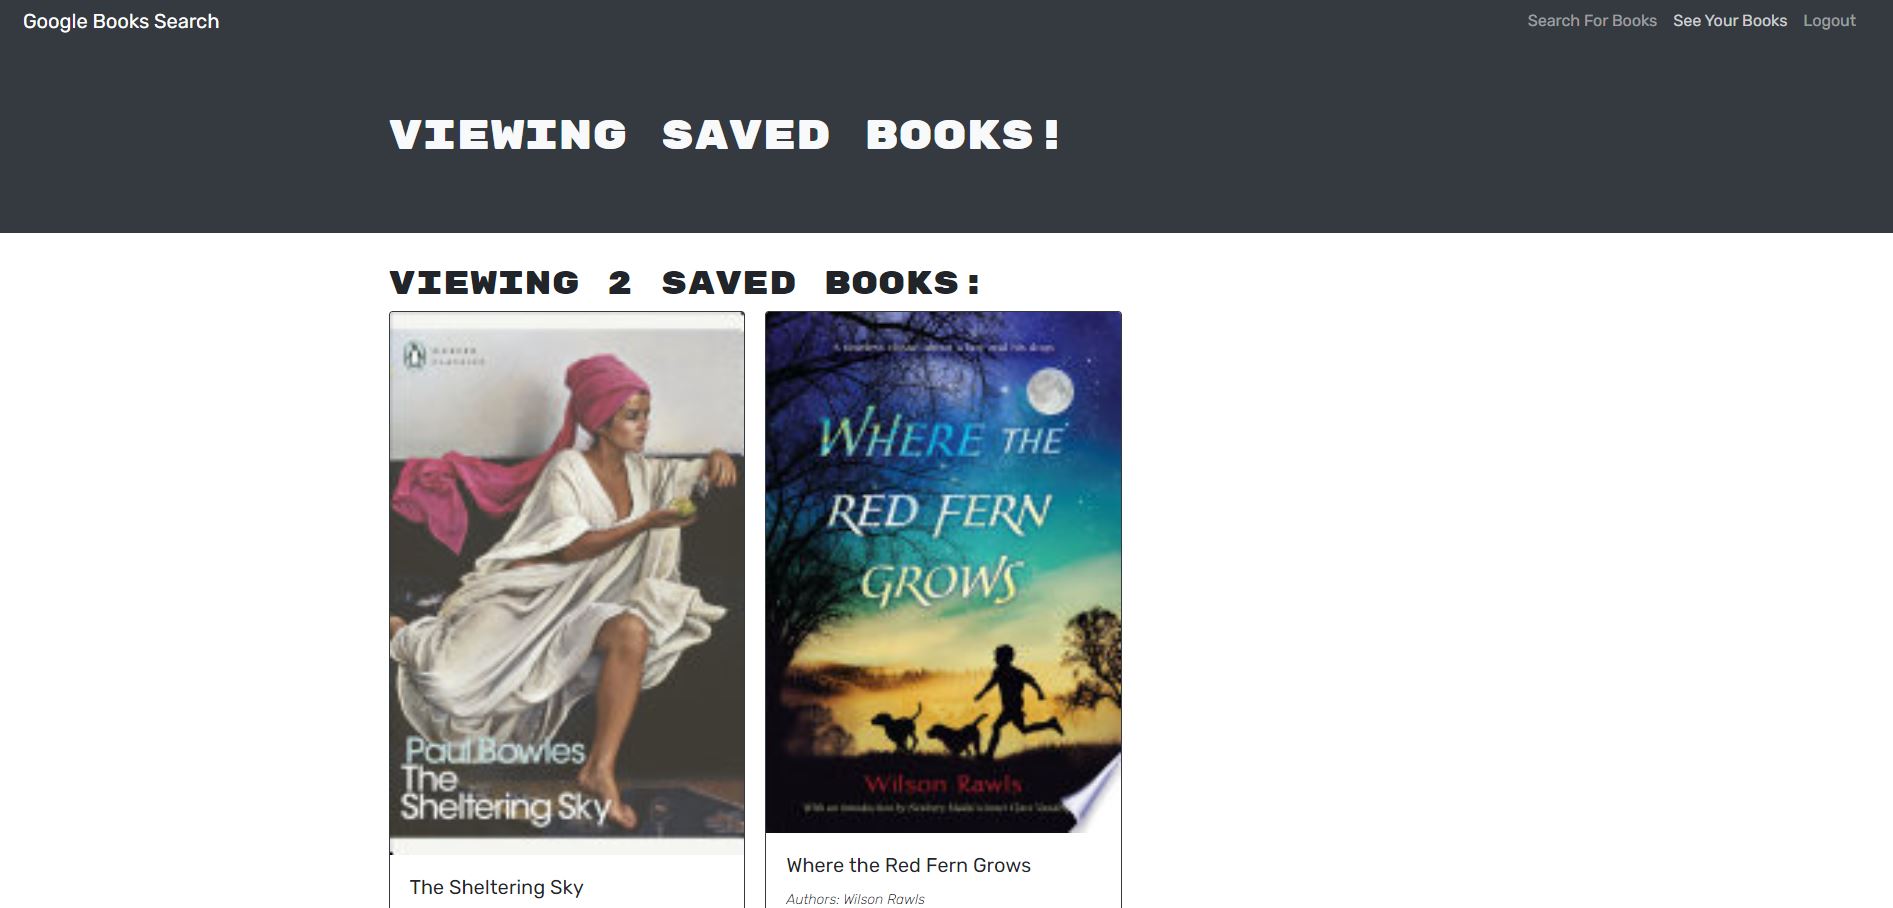 Google Books Search
Search For Books See Your Books Logout
VIEWING SAVED BOOKS!
VIEWING 2 SAVED BOOKS:
Paul Bowles
The
Sheltering Sky
A timeless classic about a boy and his dogs
WHERE THE
RED FERN
GROWS
Wilson Rawls
The Sheltering Sky
Where the Red Fern Grows
Authors: Wilson Rawls